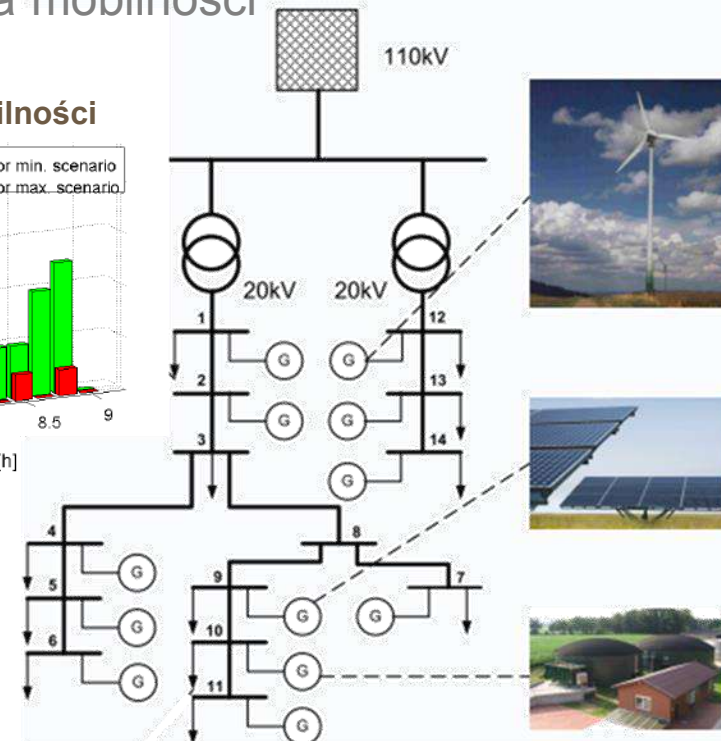 a mobilności
110kV
ilności
or min. scenario
or max. scenario
20kV
20kV
1
12
G
G
2
13
8.5
9
G
G
3
14
h]
G
4
8
G
5
9
7
G
G
G
6
10
G
G
11
G